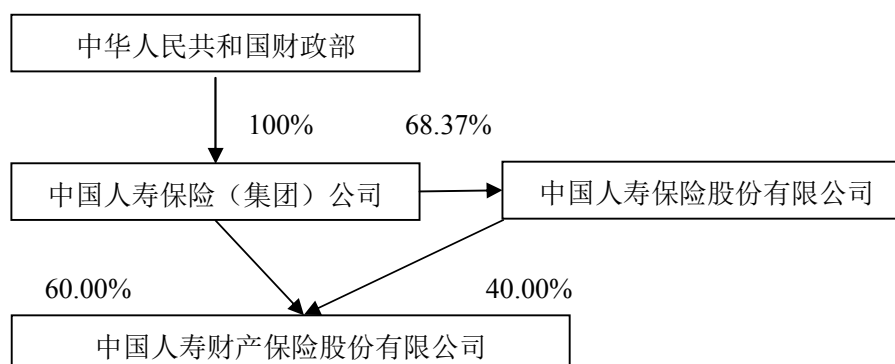 中华人民共和国财政部
100% 68.37%
中国人寿保险（集团）公司 中国人寿保险股份有限公司
60.00% 40.00%
中国人寿财产保险股份有限公司